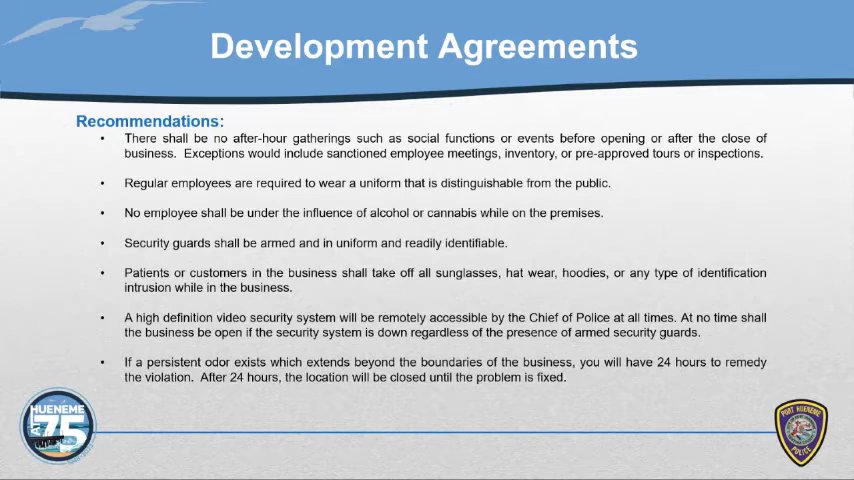 Development Agreements
Recommendations:
• There shall be no after-hour gatherings such as social functions or events before opening or after the close of
business. Exceptions would include sanctioned employee meetings, inventory, or pre-approved tours or inspections.
• Regular employees are required to wear a uniform that is distinguishable from the public.
• No employee shall be under the influence of alcohol or cannabis while on the premises.
• Security guards shall be armed and in uniform and readily identifiable.
• Patients or customers in the business shall take off all sunglasses, hat wear, hoodies, or any type of identification
intrusion while in the business.
• A high definition video security system will be remotely accessible by the Chief of Police at all times. At no time shall
the business be open if the security system is down regardless of the presence of armed security guards.
• If a persistent odor exists which extends beyond the boundaries of the business, you will have 24 hours to remedy
the violation. After 24 hours, the location will be closed until the problem is fixed.
HUENEME
AT
75
PORT HUENEME
POLICE